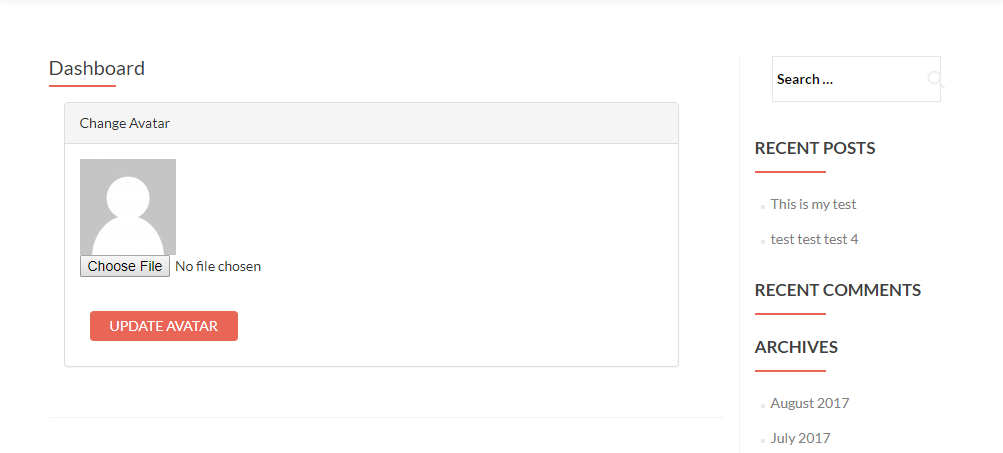 Dashboard
Change Avatar
Choose File No file chosen
UPDATE AVATAR
Search …
RECENT POSTS
This is my test
test test test 4
RECENT COMMENTS
ARCHIVES
August 2017
July 2017